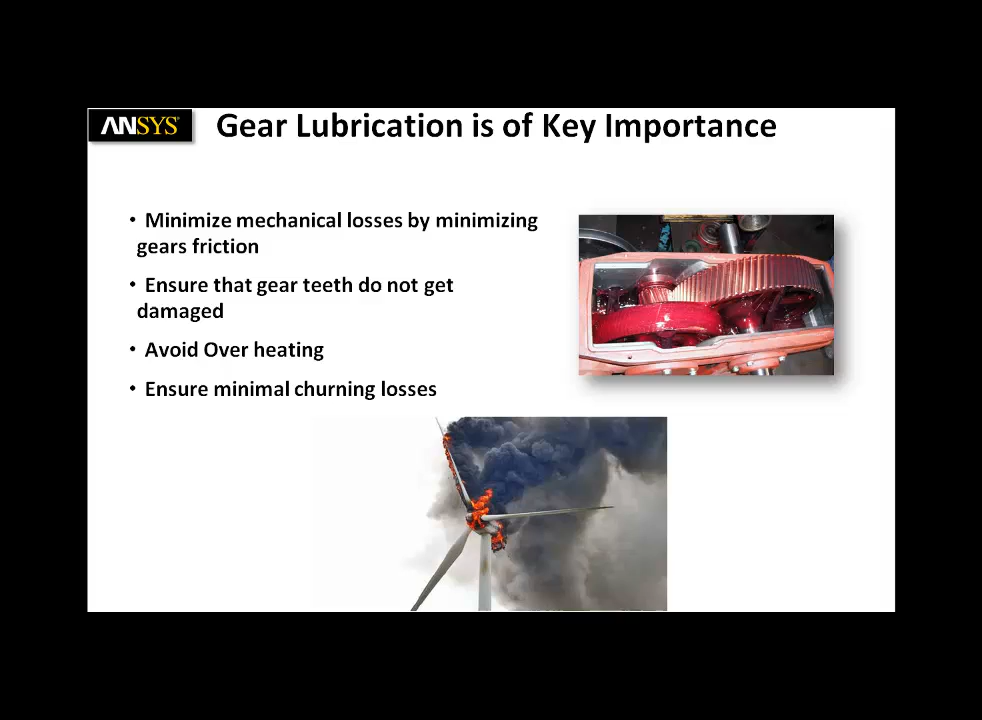 ANSYS
Gear Lubrication is of Key Importance
• Minimize mechanical losses by minimizing
gears friction
• Ensure that gear teeth do not get
damaged
• Avoid Over heating
• Ensure minimal churning losses